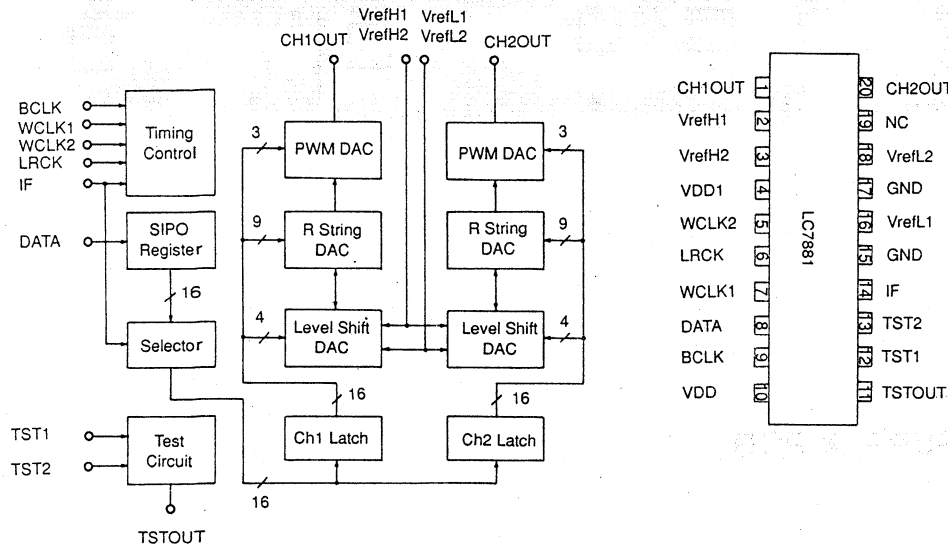 VrefH1 VrefL1
CH1OUT VrefH2 VrefL2 CH2OUT
BCLK
WCLK1
WCLK2
LRCK
IF
Timing
Control
DATA
SIPO
Register
16
Selector
TST1
TST2
Test
Circuit
TSTOUT
3
PWM DAC
9
R String
DAC
4
Level Shift
DAC
16
Ch1 Latch
16
3
PWM DAC
9
R String
DAC
4
Level Shift
DAC
16
Ch2 Latch
LC7881
CH1OUT 1
VrefH1 2
VrefH2 3
VDD1 4
WCLK2 5
LRCK 6
WCLK1 7
DATA 8
BCLK 9
VDD 10
20 CH2OUT
19 NC
18 VrefL2
17 GND
16 VrefL1
15 GND
14 IF
13 TST2
12 TST1
11 TSTOUT